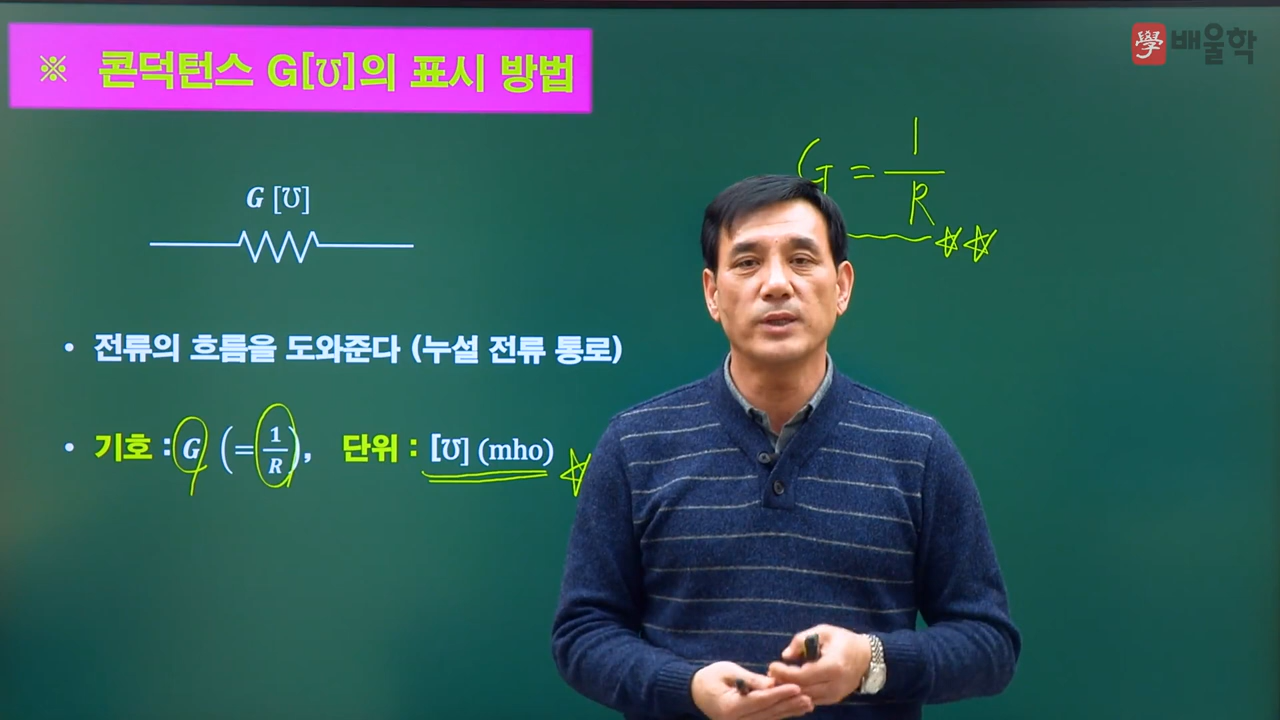 學 배울학
※ 콘덕턴스 G[℧]의 표시 방법
G = 1/R
G [℧]
• 전류의 흐름을 도와준다 (누설 전류 통로)
• 기호 : G (= 1/R), 단위 : [℧] (mho)